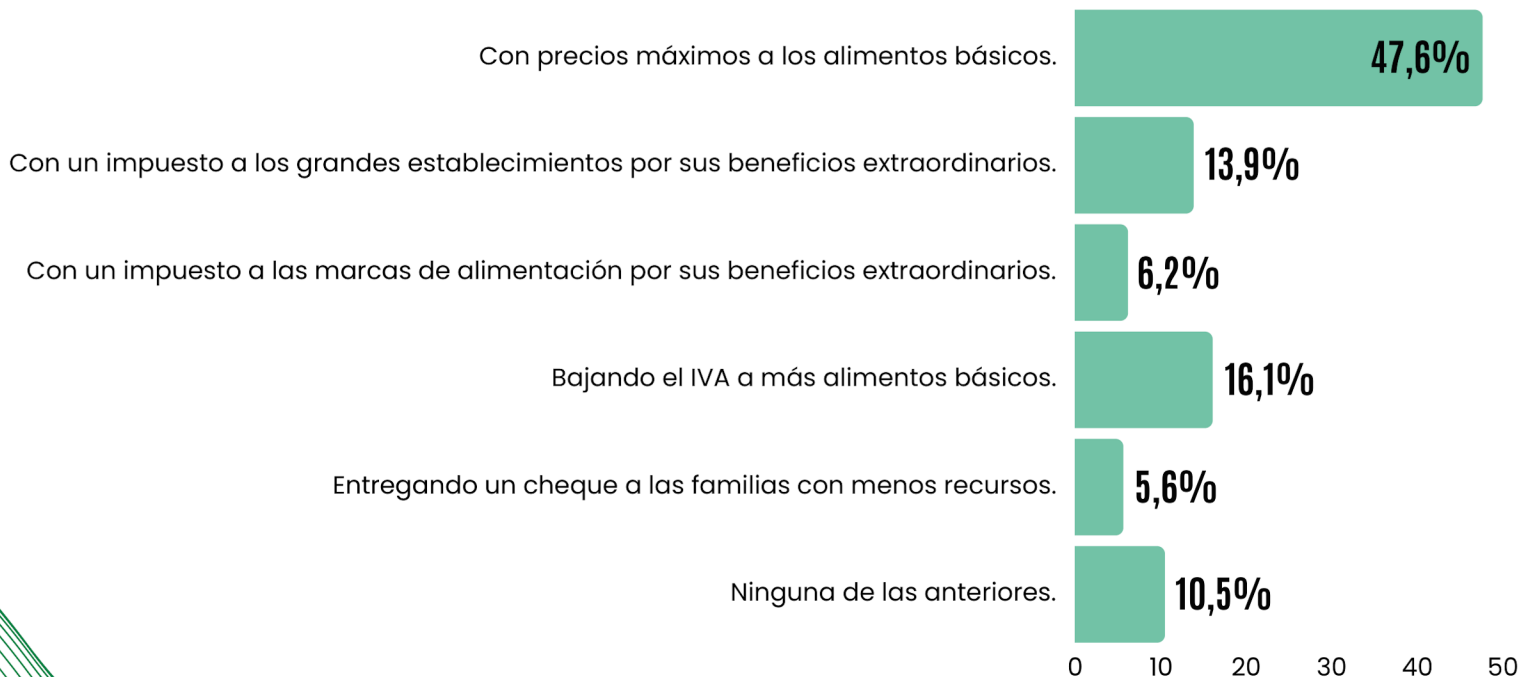 Con precios máximos a los alimentos básicos. 47,6%
Con un impuesto a los grandes establecimientos por sus beneficios extraordinarios. 13,9%
Con un impuesto a las marcas de alimentación por sus beneficios extraordinarios. 6,2%
Bajando el IVA a más alimentos básicos. 16,1%
Entregando un cheque a las familias con menos recursos. 5,6%
Ninguna de las anteriores. 10,5%
0 10 20 30 40 50